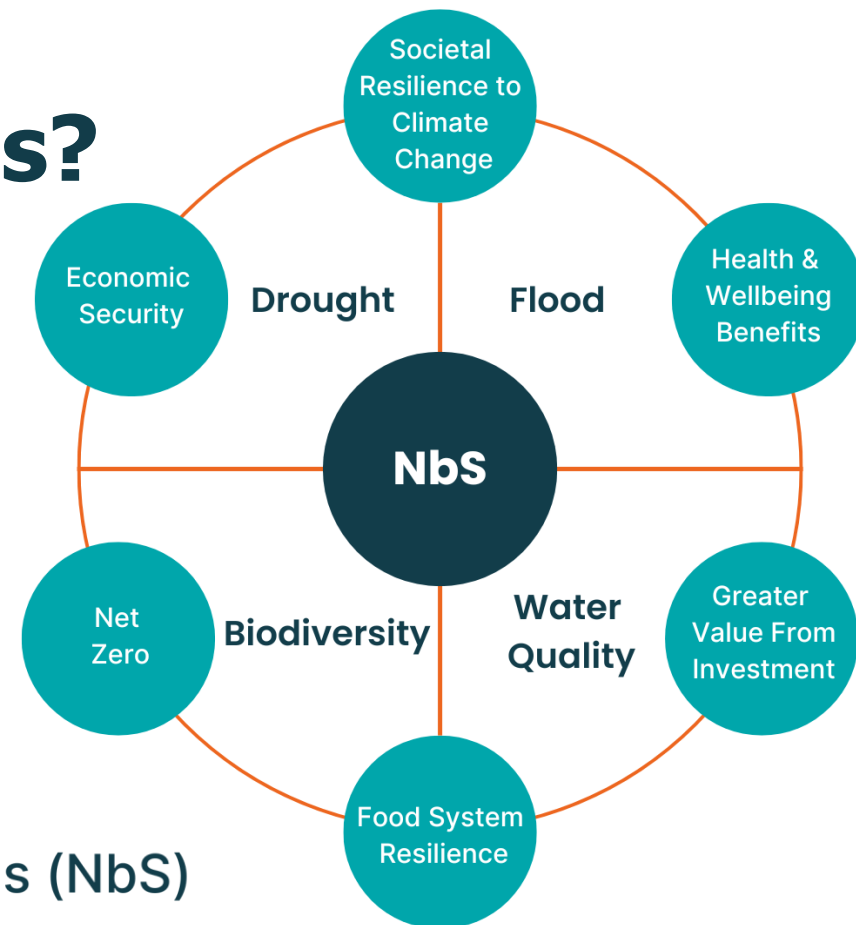 Societal
Resilience to
Climate
Change
s?
Economic
Security
Drought
Flood
Health &
Wellbeing
Benefits
NbS
Net
Zero
Biodiversity
Water
Quality
Greater
Value From
Investment
Food System
Resilience
s (NbS)